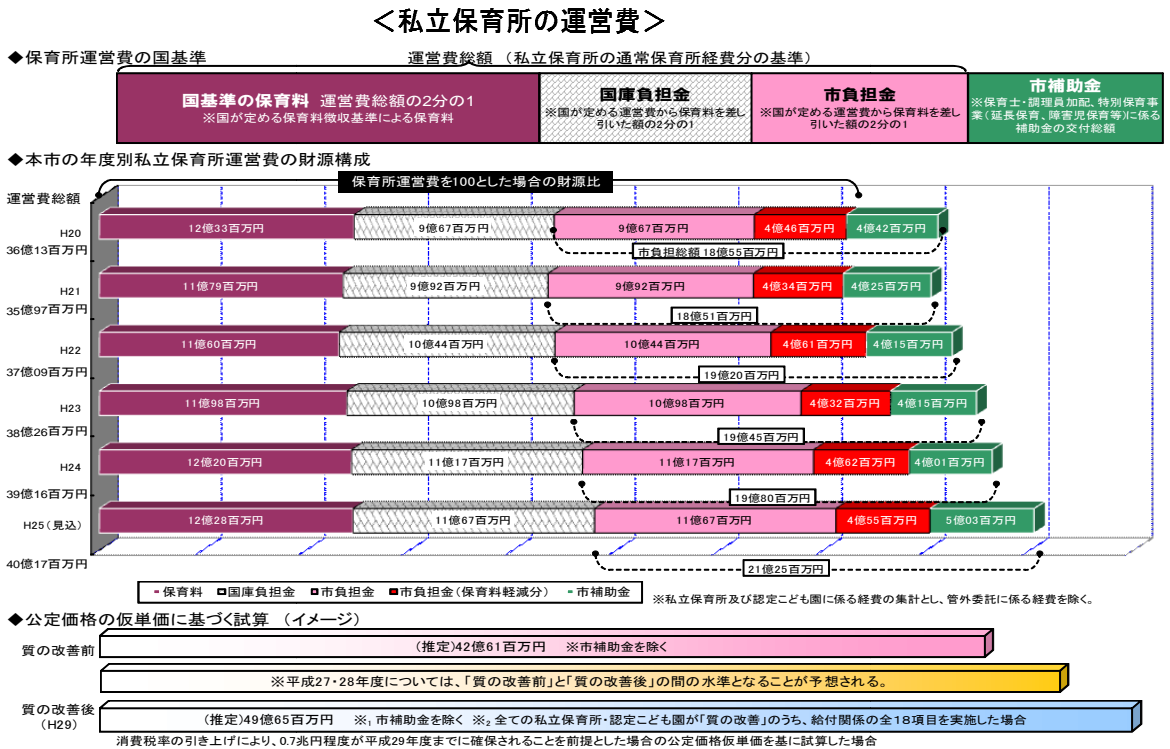 ＜私立保育所の運営費＞
◆保育所運営費の国基準
運営費総額 （私立保育所の通常保育所経費分の基準）
国基準の保育料 運営費総額の2分の1
※国が定める保育料徴収基準による保育料
国庫負担金
※国が定める運営費から保育料を差し
引いた額の2分の1
市負担金
※国が定める運営費から保育料を差し
引いた額の2分の1
市補助金
※保育士・調理員加配、特別保育事
業（延長保育、障害児保育等）に係る
補助金の交付総額
◆本市の年度別私立保育所運営費の財源構成
保育所運営費を100とした場合の財源比
運営費総額
H20
12億33百万円 9億67百万円 9億67百万円 4億46百万円 4億42百万円
36億13百万円
市負担総額 18億55百万円
H21
11億79百万円 9億92百万円 9億92百万円 4億34百万円 4億25百万円
35億97百万円
18億51百万円
H22
11億60百万円 10億44百万円 10億44百万円 4億61百万円 4億15百万円
37億09百万円
19億20百万円
H23
11億98百万円 10億98百万円 10億98百万円 4億32百万円 4億15百万円
38億26百万円
19億45百万円
H24
12億20百万円 11億17百万円 11億17百万円 4億62百万円 4億01百万円
39億16百万円
19億80百万円
H25（見込）
12億28百万円 11億67百万円 11億67百万円 4億55百万円 5億03百万円
40億17百万円
21億25百万円
保育料 国庫負担金 市負担金 市負担金（保育料軽減分） 市補助金
※私立保育所及び認定こども園に係る経費の集計とし、管外委託に係る経費を除く。
◆公定価格の仮単価に基づく試算 （イメージ）
質の改善前
（推定）42億61百万円 ※市補助金を除く
※平成27・28年度については、「質の改善前」と「質の改善後」の間の水準となることが予想される。
質の改善後
（H29）
（推定）49億65百万円 ※1 市補助金を除く ※2 全ての私立保育所・認定こども園が「質の改善」のうち、給付関係の全18項目を実施した場合
消費税率の引き上げにより、0.7兆円程度が平成29年度までに確保されることを前提とした場合の公定価格仮単価を基に試算した場合